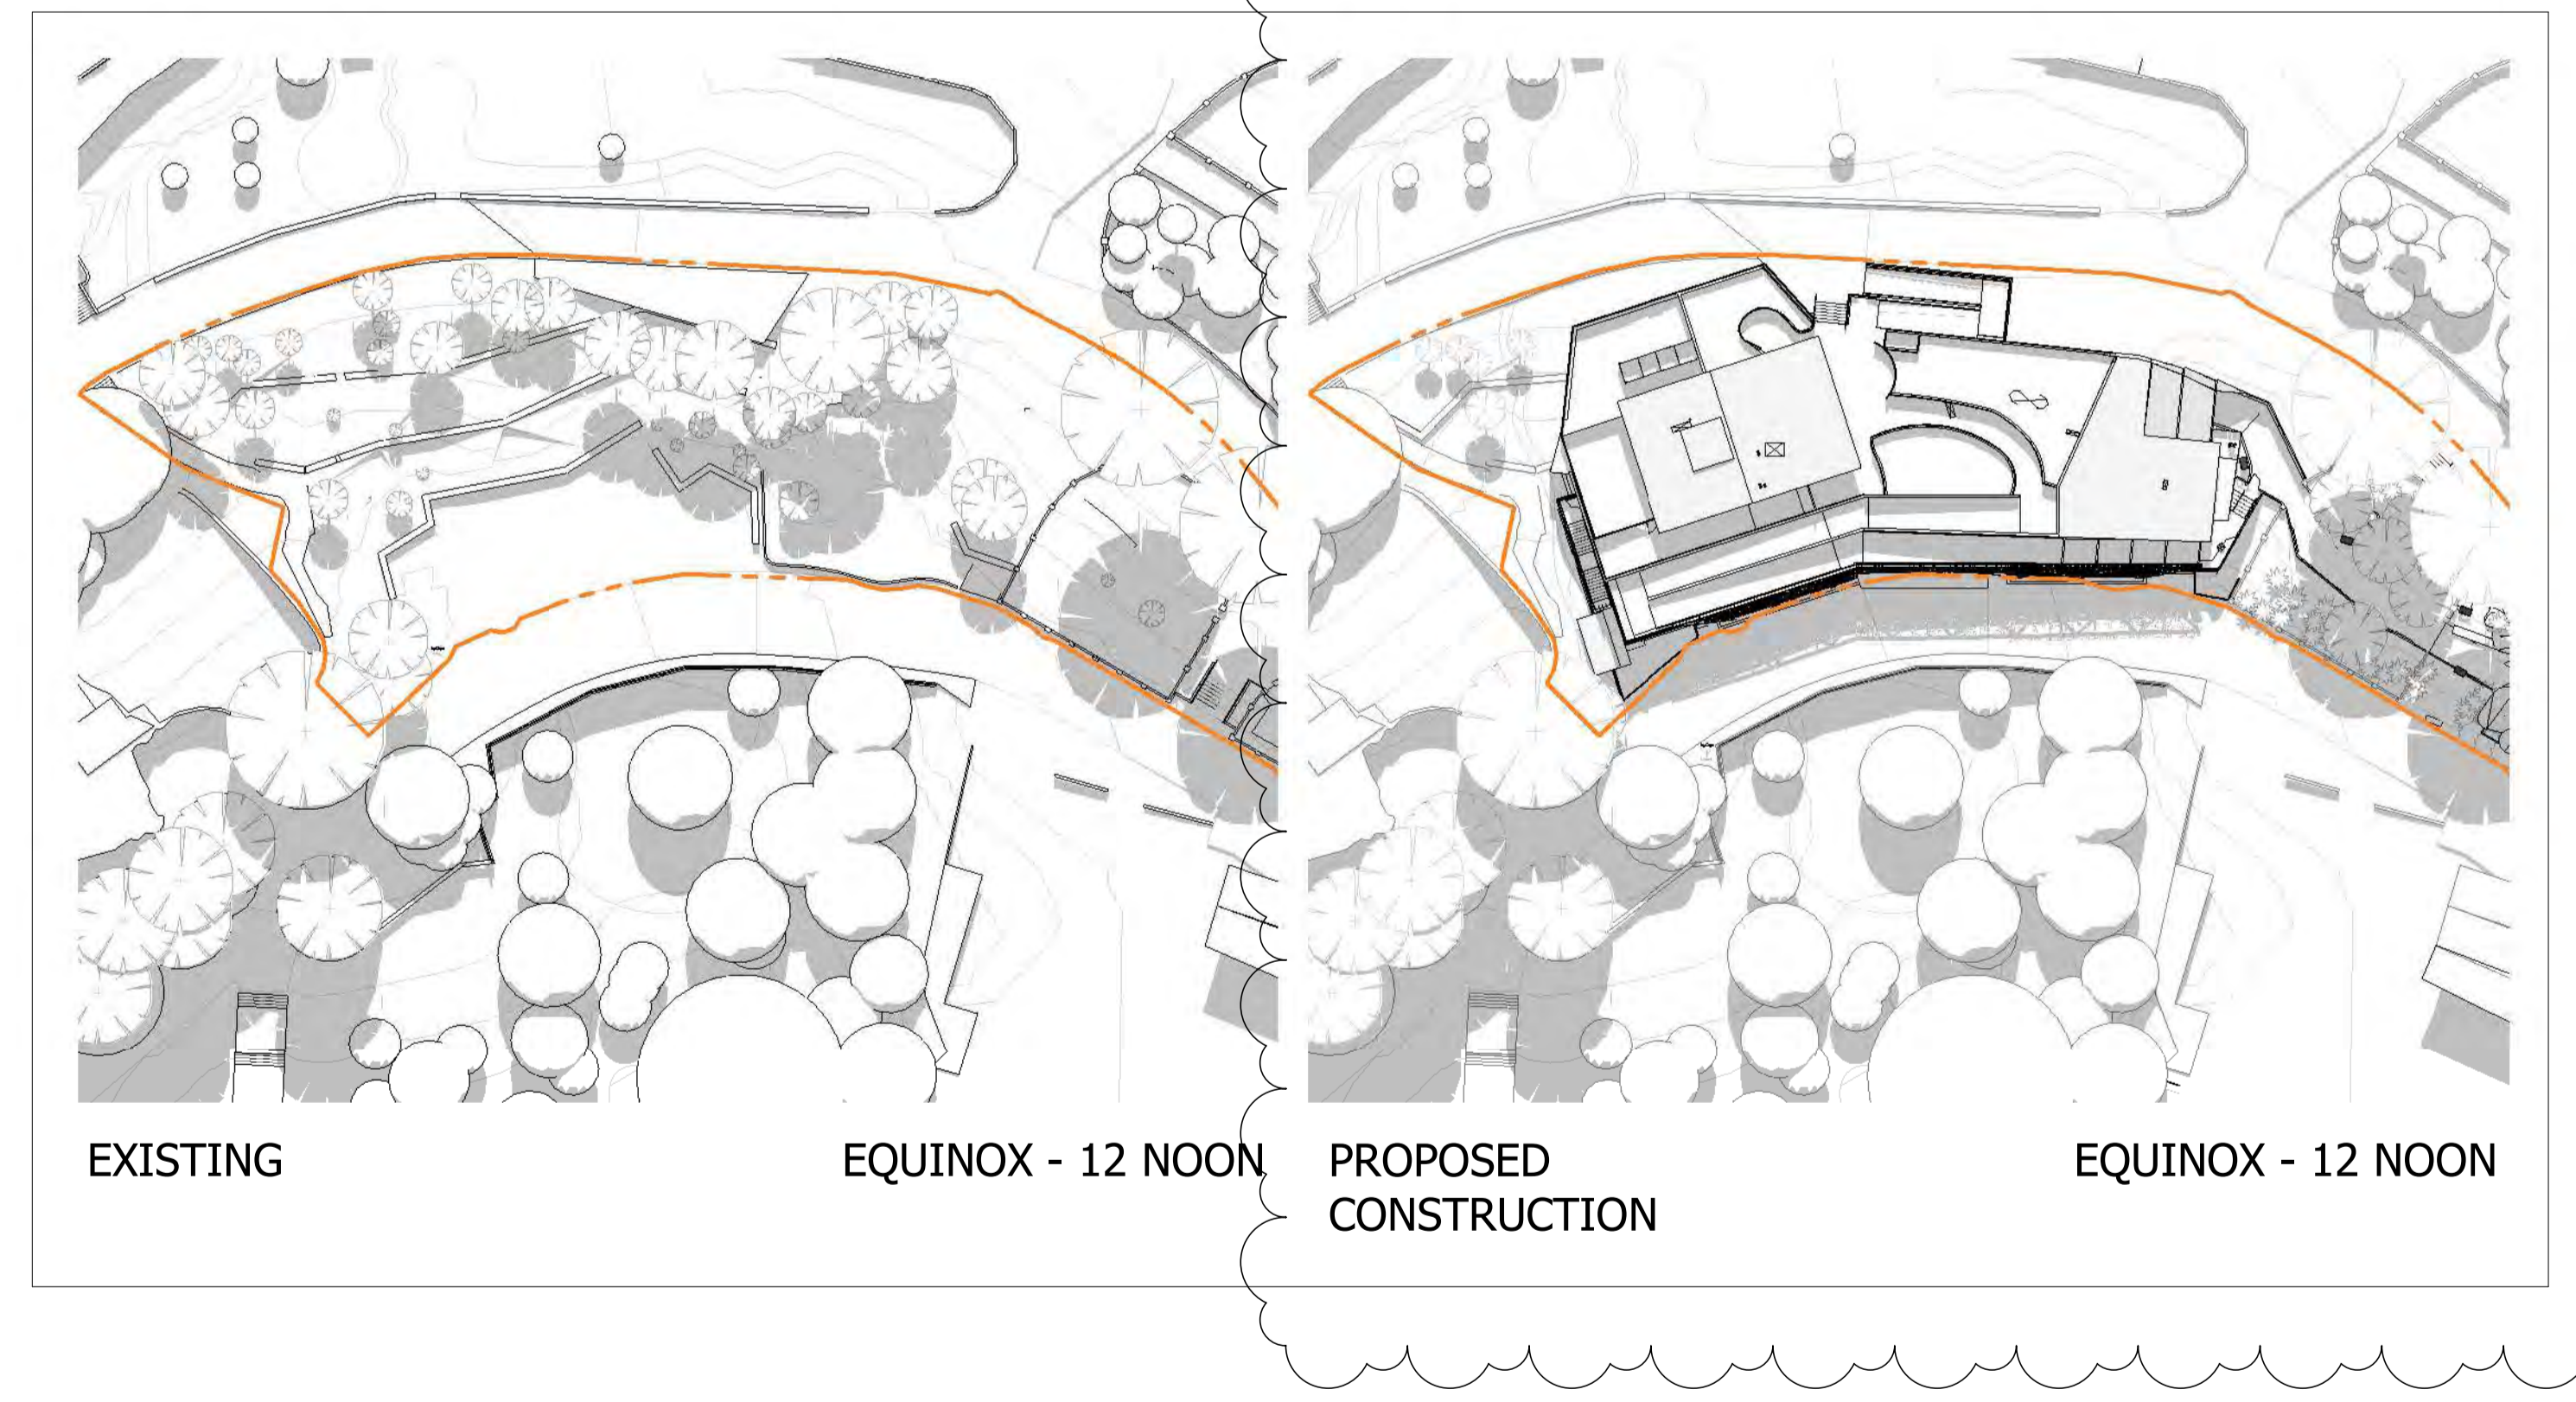 EXISTING
EQUINOX - 12 NOON
PROPOSED
CONSTRUCTION
EQUINOX - 12 NOON